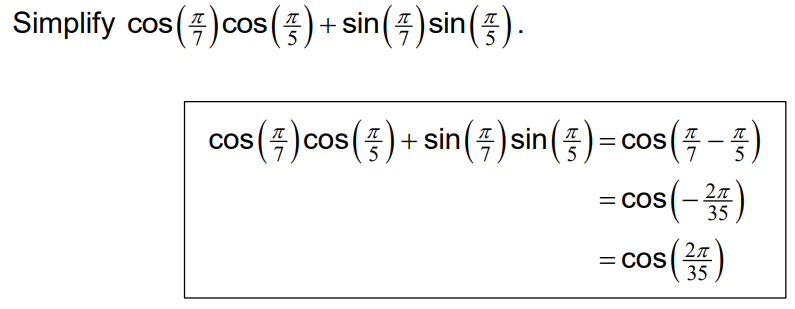 Simplify cos(π/7)cos(π/5) + sin(π/7)sin(π/5).
cos(π/7)cos(π/5) + sin(π/7)sin(π/5) = cos(π/7 − π/5)
= cos(−2π/35)
= cos(2π/35)